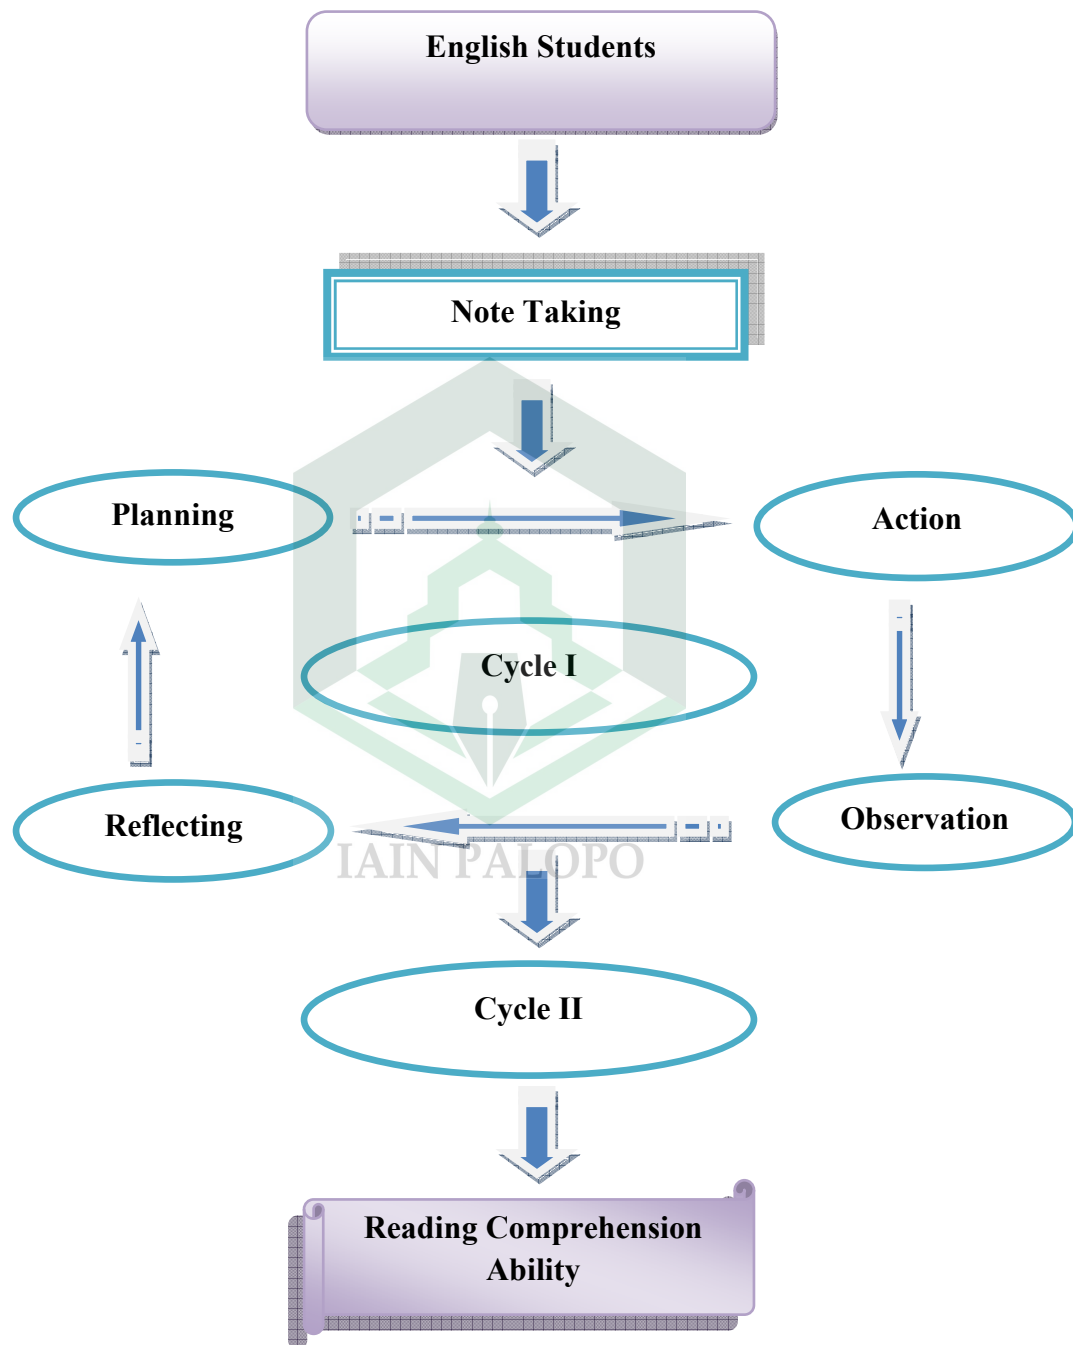 English Students
Note Taking
Planning
Action
Cycle I
Reflecting
Observation
IAIN PALOPO
Cycle II
Reading Comprehension
Ability